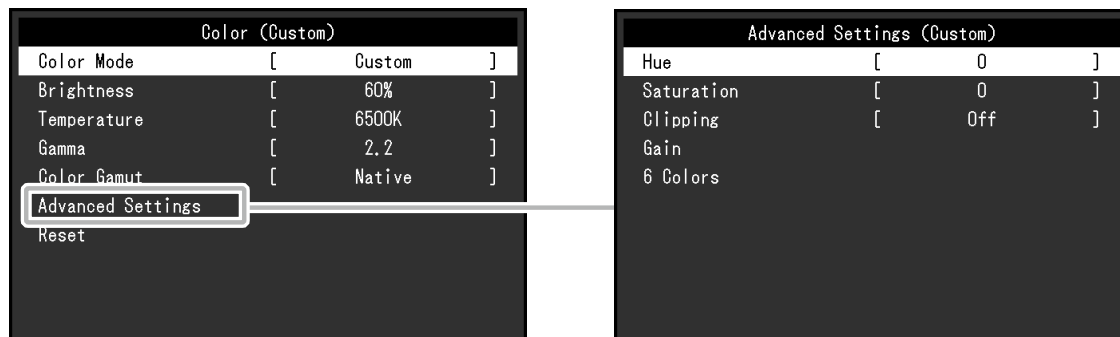 Color (Custom)
Color Mode [ Custom ]
Brightness [ 60% ]
Temperature [ 6500K ]
Gamma [ 2.2 ]
Color Gamut [ Native ]
Advanced Settings
Reset
Advanced Settings (Custom)
Hue [ 0 ]
Saturation [ 0 ]
Clipping [ Off ]
Gain
6 Colors